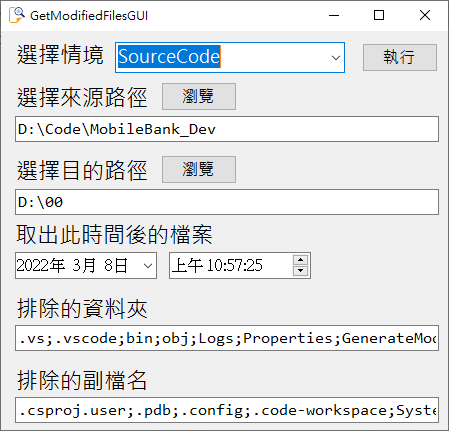 GetModifiedFilesGUI
選擇情境 SourceCode 執行
選擇來源路徑 瀏覽
D:\Code\MobileBank_Dev
選擇目的路徑 瀏覽
D:\00
取出此時間後的檔案
2022年 3月 8日 上午 10:57:25
排除的資料夾
.vs;.vscode;bin;obj;Logs;Properties;GenerateMod
排除的副檔名
.csproj.user;.pdb;.config;.code-workspace;Syste